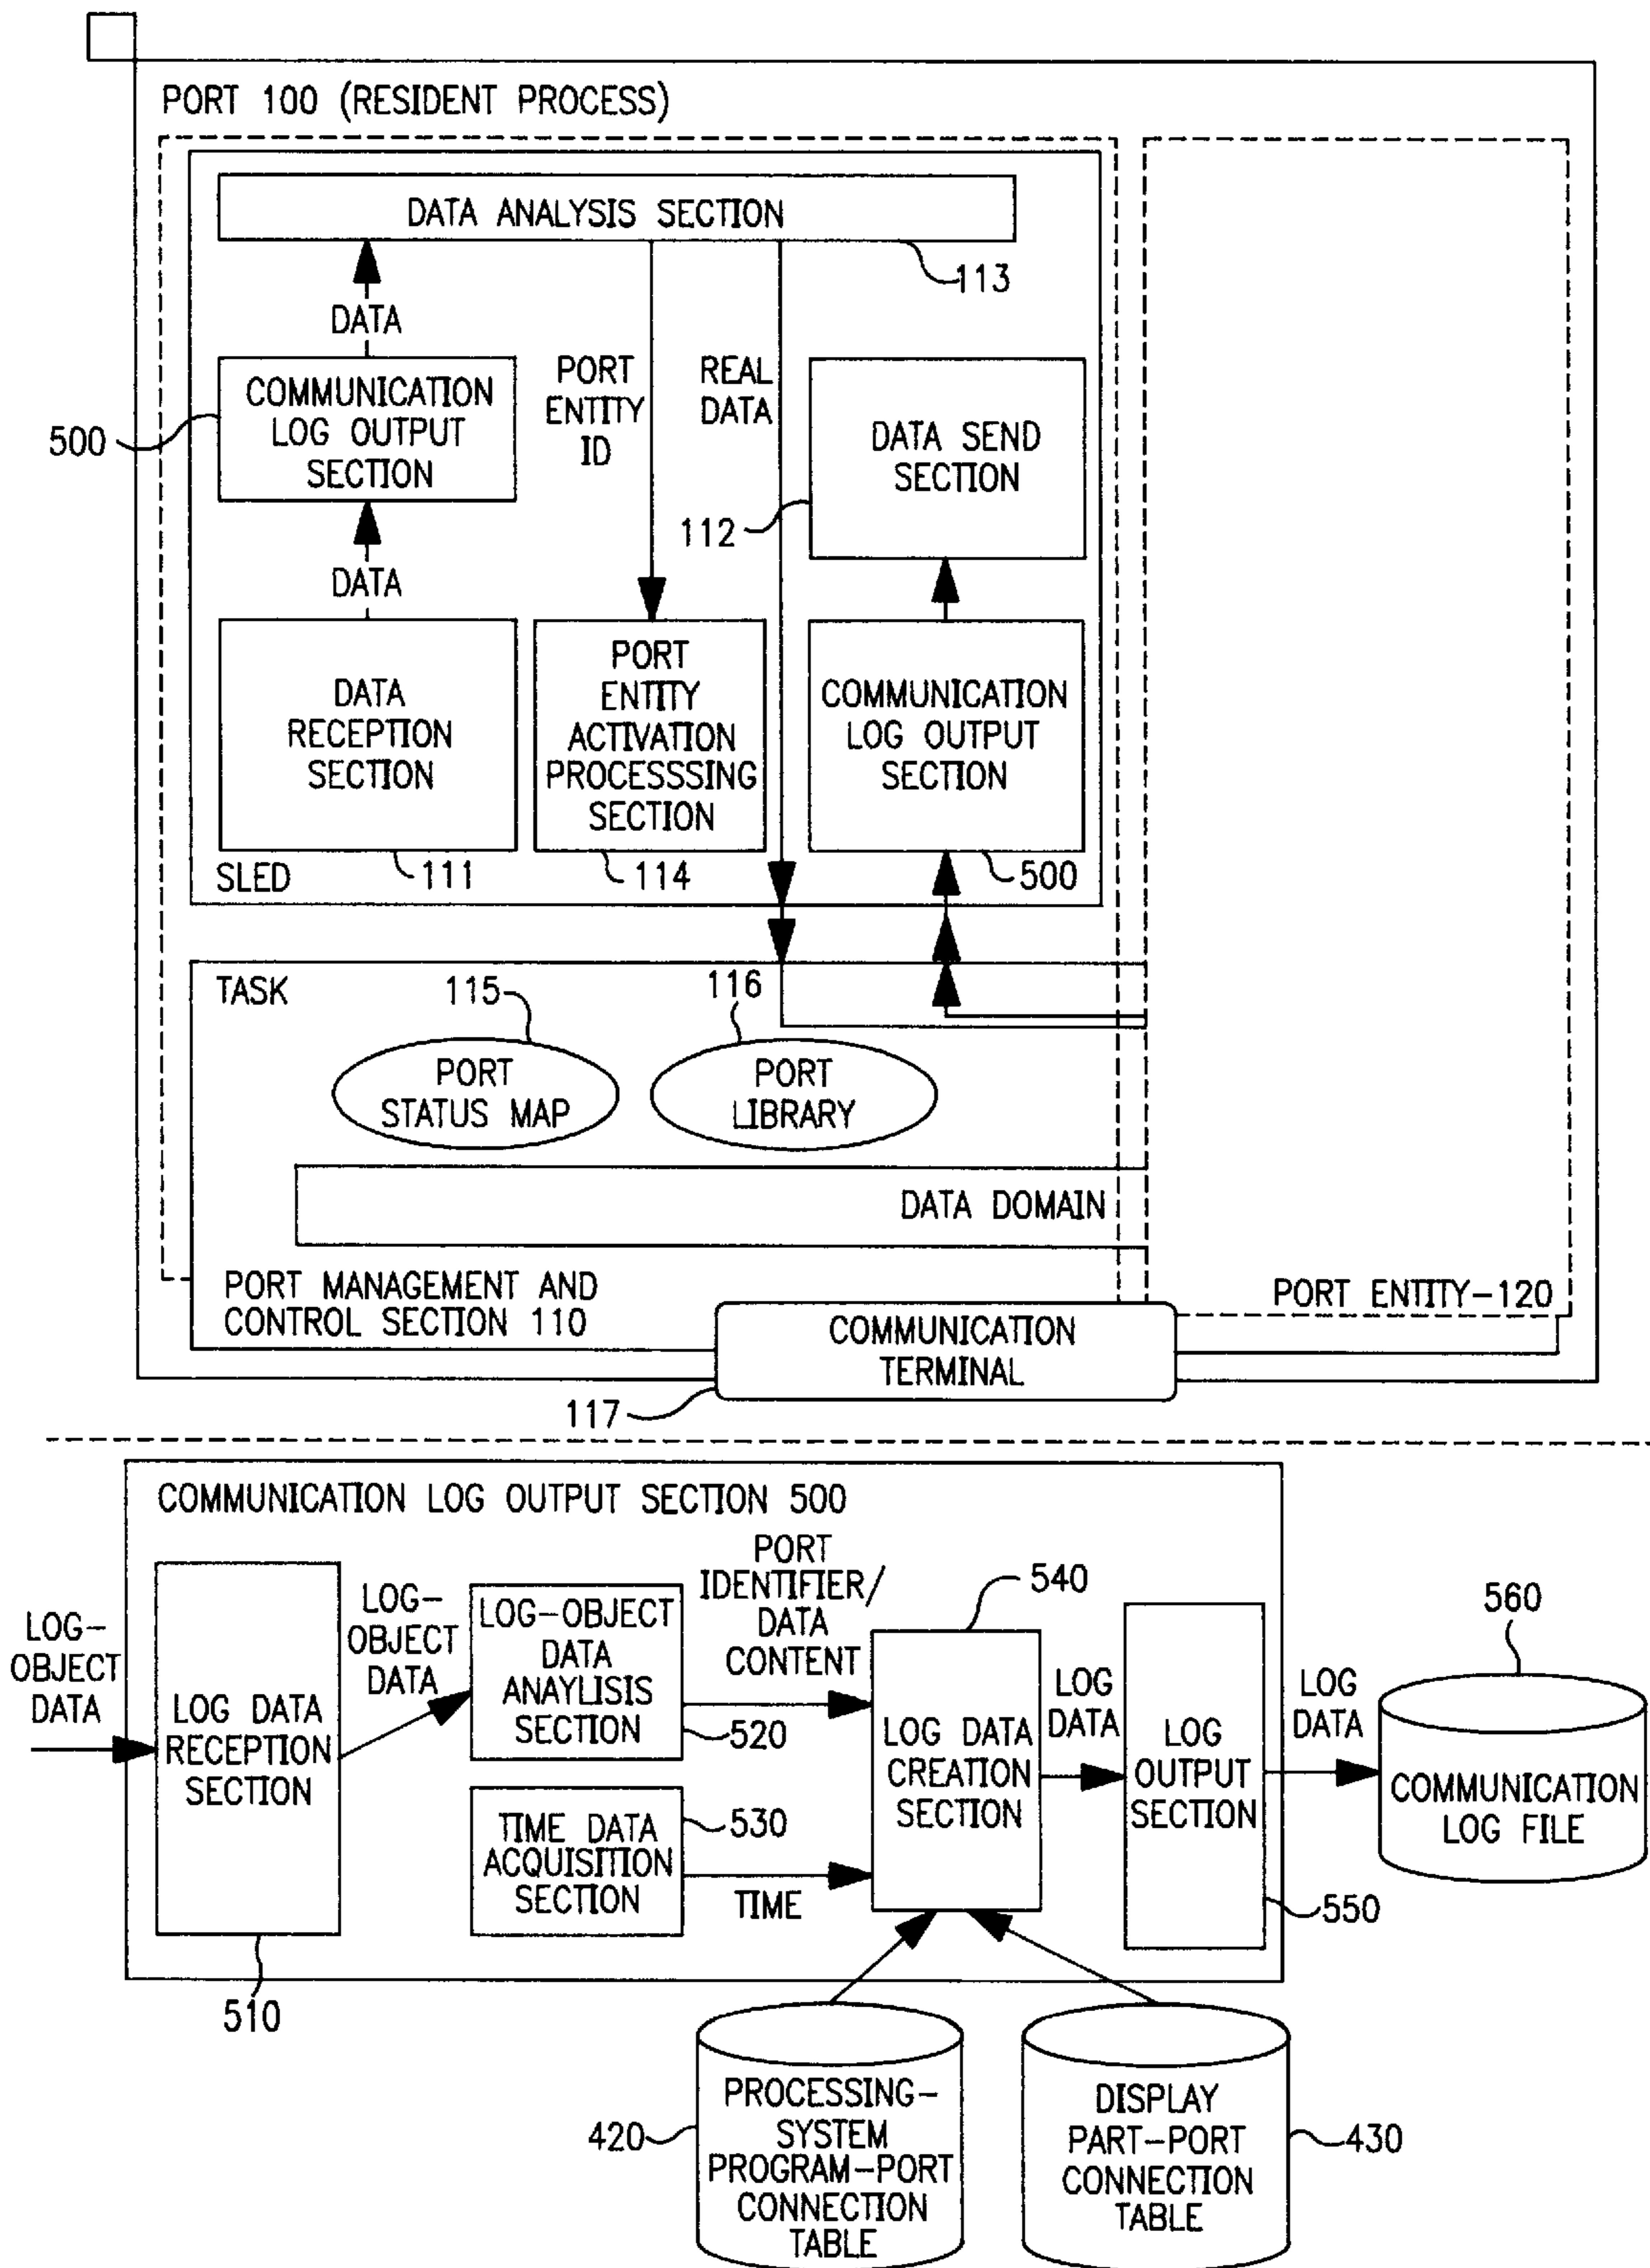 PORT 100 (RESIDENT PROCESS)
DATA ANALYSIS SECTION
113
DATA
COMMUNICATION
LOG OUTPUT
SECTION
500
DATA
DATA
RECEPTION
SECTION
111
SLED
PORT
ENTITY
ID
PORT
ENTITY
ACTIVATION
PROCESSSING
SECTION
114
REAL
DATA
DATA SEND
SECTION
112
COMMUNICATION
LOG OUTPUT
SECTION
500
TASK
115
PORT
STATUS MAP
116
PORT
LIBRARY
DATA DOMAIN
PORT MANAGEMENT AND
CONTROL SECTION 110
PORT ENTITY-120
COMMUNICATION
TERMINAL
117
COMMUNICATION LOG OUTPUT SECTION 500
LOG-
OBJECT
DATA
LOG DATA
RECEPTION
SECTION
510
LOG-
OBJECT
DATA
LOG-OBJECT
DATA
ANAYLISIS
SECTION
520
TIME DATA
ACQUISITION
SECTION
530
PORT
IDENTIFIER/
DATA
CONTENT
TIME
540
LOG DATA
CREATION
SECTION
LOG
DATA
LOG
OUTPUT
SECTION
550
LOG
DATA
560
COMMUNICATION
LOG FILE
420
PROCESSING-
SYSTEM
PROGRAM-PORT
CONNECTION
TABLE
DISPLAY
PART-PORT
CONNECTION
TABLE
430